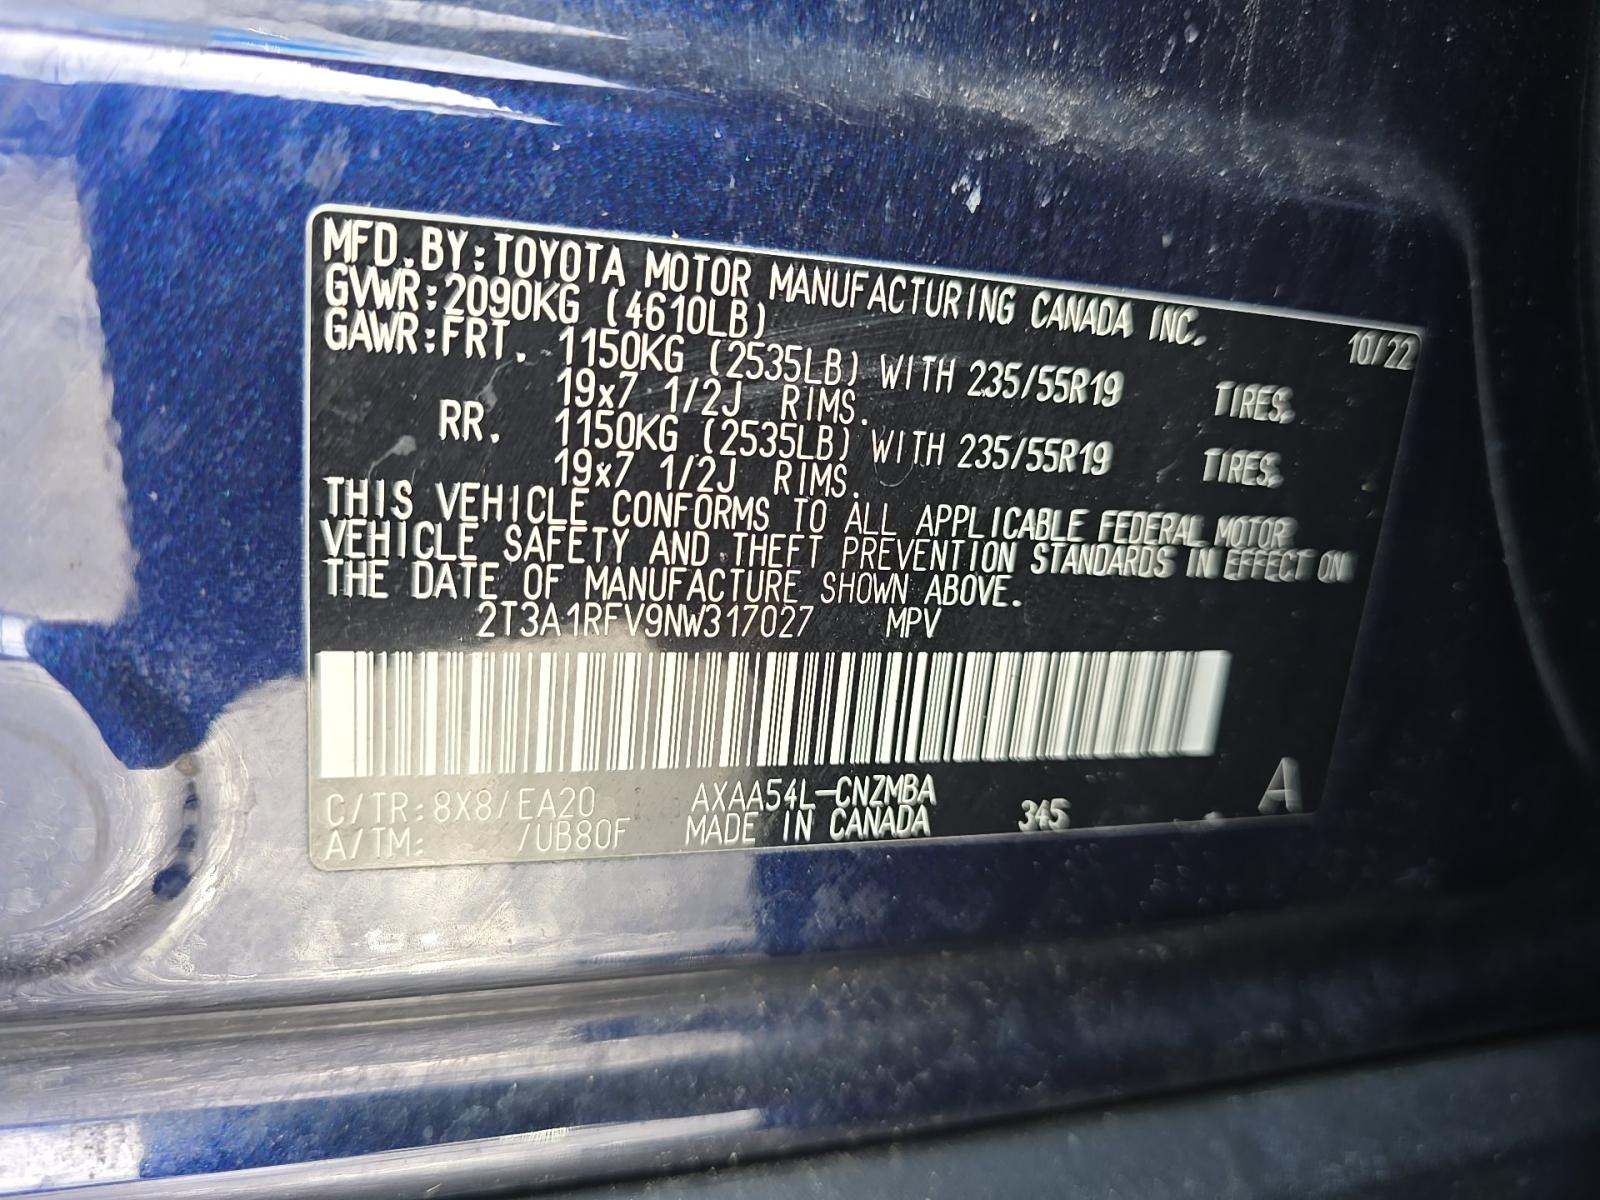 MFD.BY:TOYOTA MOTOR MANUFACTURING CANADA INC. 10/22
GVWR:2090KG (4610LB)
GAWR:FRT. 1150KG (2535LB) WITH 235/55R19 TIRES.
19x7 1/2J RIMS.
RR. 1150KG (2535LB) WITH 235/55R19 TIRES.
19x7 1/2J RIMS.
THIS VEHICLE CONFORMS TO ALL APPLICABLE FEDERAL MOTOR
VEHICLE SAFETY AND THEFT PREVENTION STANDARDS IN EFFECT ON
THE DATE OF MANUFACTURE SHOWN ABOVE.
2T3A1RFV9NW317027 MPV
C/TR:8X8/EA20 AXAA54L-CNZMBA A
A/TM: /UB80F MADE IN CANADA 345